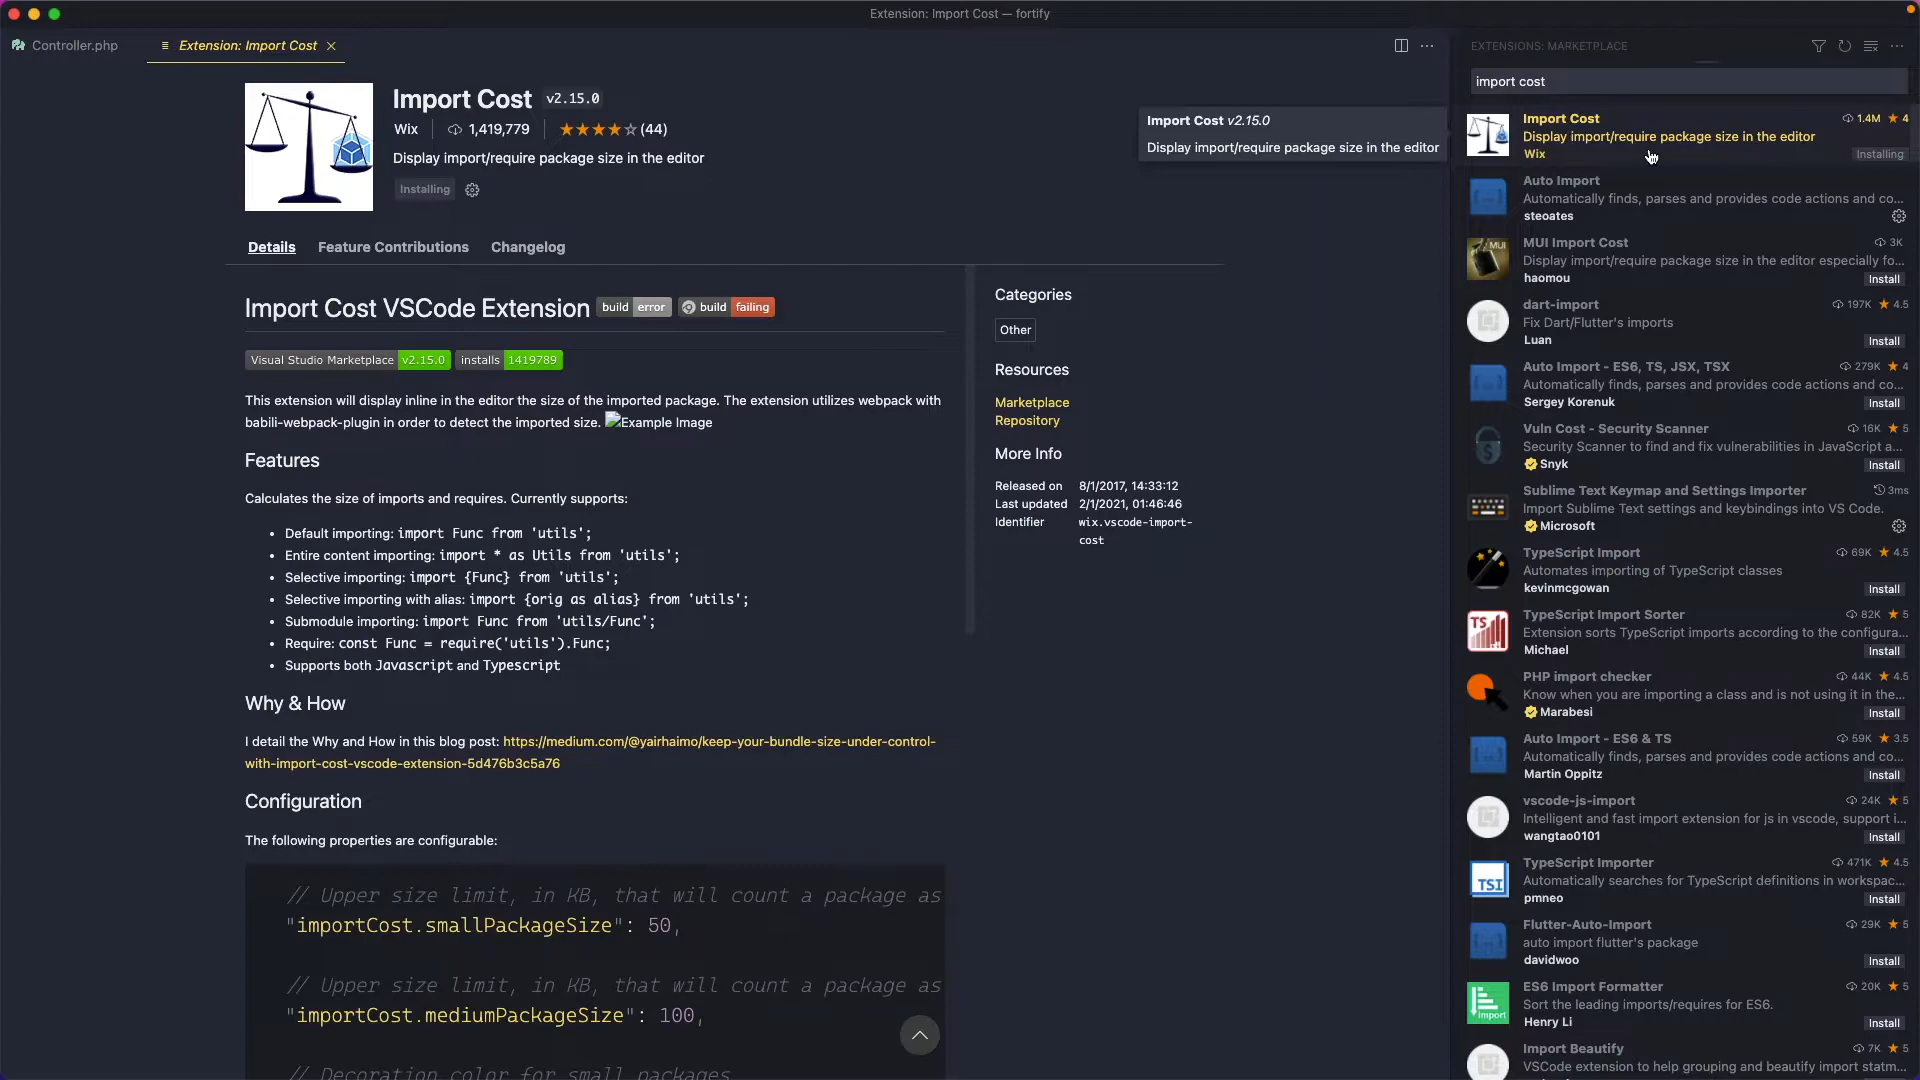 Extension: Import Cost — fortify
Controller.php
Extension: Import Cost
Import Cost v2.15.0
Wix
1,419,779
(44)
Display import/require package size in the editor
Installing
Details
Feature Contributions
Changelog
Import Cost VSCode Extension
build error
build failing
Visual Studio Marketplace v2.15.0
installs 1419789
This extension will display inline in the editor the size of the imported package. The extension utilizes webpack with
babili-webpack-plugin in order to detect the imported size. Example Image
Features
Calculates the size of imports and requires. Currently supports:
• Default importing: import Func from 'utils';
• Entire content importing: import * as Utils from 'utils';
• Selective importing: import {Func} from 'utils';
• Selective importing with alias: import {orig as alias} from 'utils';
• Submodule importing: import Func from 'utils/Func';
• Require: const Func = require('utils').Func;
• Supports both Javascript and Typescript
Why & How
I detail the Why and How in this blog post: https://medium.com/@yairhaimo/keep-your-bundle-size-under-control-
with-import-cost-vscode-extension-5d476b3c5a76
Configuration
The following properties are configurable:
// Upper size limit, in KB, that will count a package as
"importCost.smallPackageSize": 50,
// Upper size limit, in KB, that will count a package as
"importCost.mediumPackageSize": 100,
// Decoration color for small packages
Categories
Other
Resources
Marketplace
Repository
More Info
Released on 8/1/2017, 14:33:12
Last updated 2/1/2021, 01:46:46
Identifier wix.vscode-import-
cost
Import Cost v2.15.0
Display import/require package size in the editor
EXTENSIONS: MARKETPLACE
import cost
Import Cost 1.4M 4
Display import/require package size in the editor
Wix Installing
Auto Import
Automatically finds, parses and provides code actions and co...
steoates
MUI
MUI Import Cost 3K
Display import/require package size in the editor especially fo...
haomou Install
dart-import 197K 4.5
Fix Dart/Flutter's imports
Luan Install
Auto Import - ES6, TS, JSX, TSX 279K 4
Automatically finds, parses and provides code actions and co...
Sergey Korenuk Install
Vuln Cost - Security Scanner 16K 5
Security Scanner to find and fix vulnerabilities in JavaScript a...
Snyk Install
Sublime Text Keymap and Settings Importer 3ms
Import Sublime Text settings and keybindings into VS Code.
Microsoft
TypeScript Import 69K 4.5
Automates importing of TypeScript classes
kevinmcgowan Install
TS
TypeScript Import Sorter 82K 5
Extension sorts TypeScript imports according to the configura...
Michael Install
PHP import checker 44K 4.5
Know when you are importing a class and is not using it in the...
Marabesi Install
Auto Import - ES6 & TS 59K 3.5
Automatically finds, parses and provides code actions and co...
Martin Oppitz Install
vscode-js-import 24K 5
Intelligent and fast import extension for js in vscode, support i...
wangtao0101 Install
TSI
TypeScript Importer 471K 4.5
Automatically searches for TypeScript definitions in workspac...
pmneo Install
Flutter-Auto-Import 29K 5
auto import flutter's package
davidwoo Install
import
ES6 Import Formatter 20K 5
Sort the leading imports/requires for ES6.
Henry Li Install
Import Beautify 7K 5
VSCode extension to help grouping and beautify import statm...